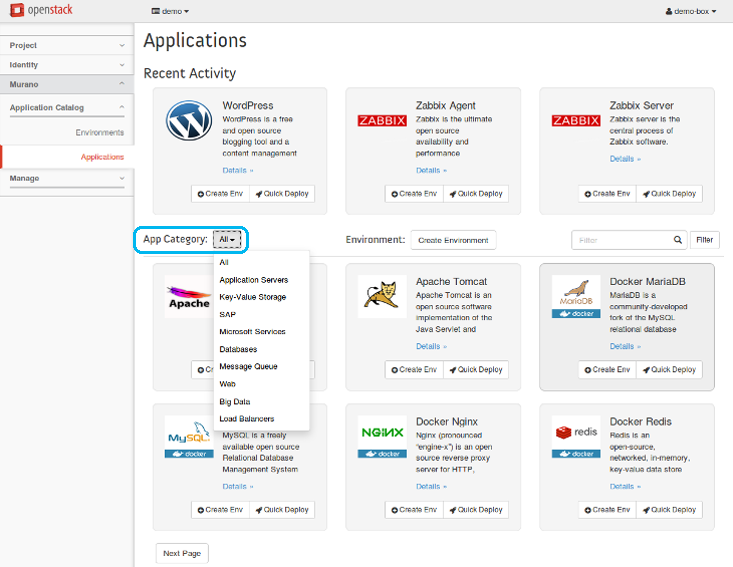 openstack
demo
demo-box
Project
Identity
Murano
Application Catalog
Environments
Applications
Manage
Applications
Recent Activity
WordPress
WordPress is a free
and open source
blogging tool and a
content management
Details »
Create Env
Quick Deploy
ZABBIX
Zabbix Agent
Zabbix is the ultimate
open source
availability and
performance
Details »
Create Env
Quick Deploy
ZABBIX
Zabbix Server
Zabbix server is the
central process of
Zabbix software.
Details »
Create Env
Quick Deploy
App Category:
All
Environment:
Create Environment
Filter
Filter
All
Application Servers
Key-Value Storage
SAP
Microsoft Services
Databases
Message Queue
Web
Big Data
Load Balancers
Apache
Quick Deploy
Apache Tomcat
Apache Tomcat is an
open source software
implementation of the
Java Servlet and
Details »
Create Env
Quick Deploy
MariaDB
docker
Docker MariaDB
MariaDB is a
community-developed
fork of the MySQL
relational database
Details »
Create Env
Quick Deploy
MySQL
docker
MySQL is a freely
available open source
Relational Database
Management System
Details »
Create Env
Quick Deploy
NGINX
docker
Docker Nginx
Nginx (pronounced
"engine-x") is an open
source reverse proxy
server for HTTP,
Details »
Create Env
Quick Deploy
redis
docker
Docker Redis
Redis is an
open-source,
networked, in-memory,
key-value data store
Details »
Create Env
Quick Deploy
Next Page